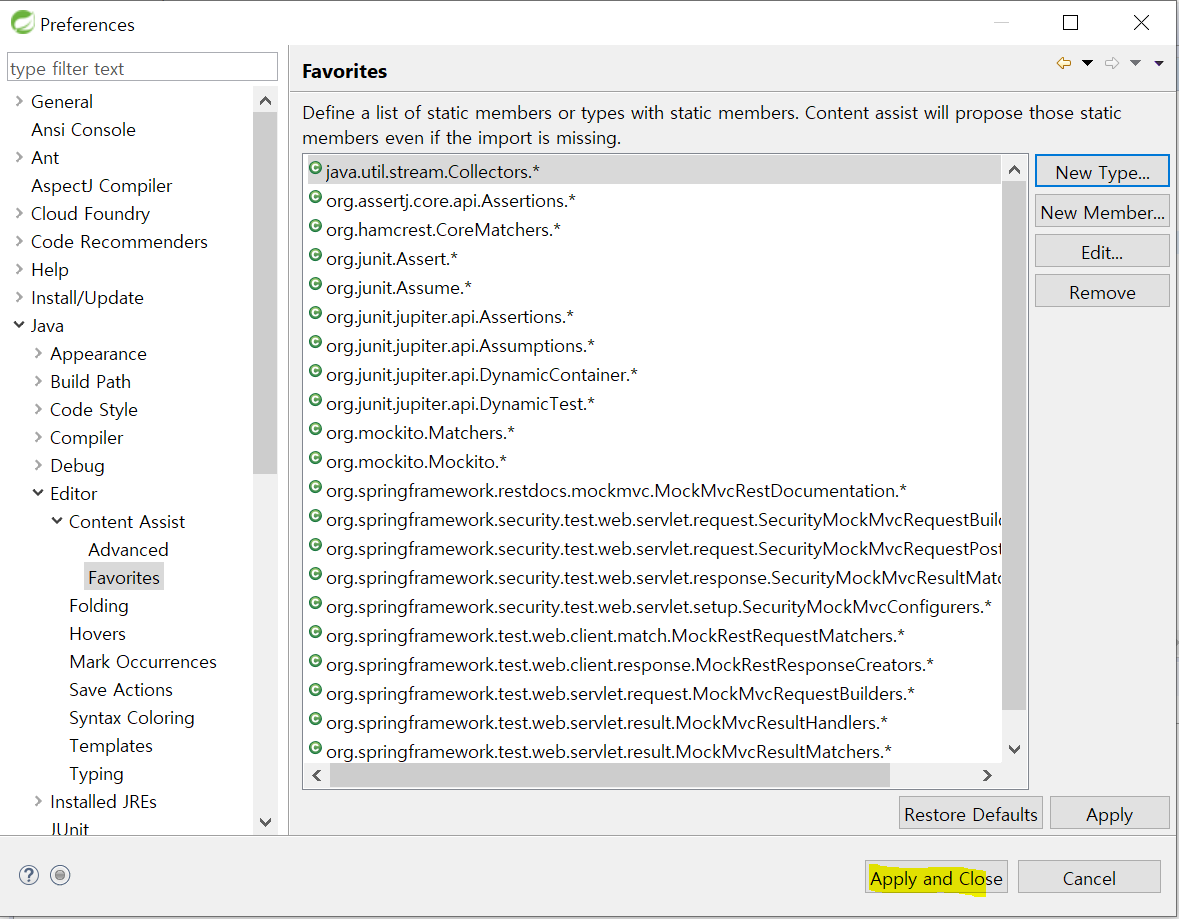 Preferences
type filter text
General
Ansi Console
Ant
AspectJ Compiler
Cloud Foundry
Code Recommenders
Help
Install/Update
Java
Appearance
Build Path
Code Style
Compiler
Debug
Editor
Content Assist
Advanced
Favorites
Folding
Hovers
Mark Occurrences
Save Actions
Syntax Coloring
Templates
Typing
Installed JREs
JUnit
Favorites
Define a list of static members or types with static members. Content assist will propose those static
members even if the import is missing.
java.util.stream.Collectors.*
org.assertj.core.api.Assertions.*
org.hamcrest.CoreMatchers.*
org.junit.Assert.*
org.junit.Assume.*
org.junit.jupiter.api.Assertions.*
org.junit.jupiter.api.Assumptions.*
org.junit.jupiter.api.DynamicContainer.*
org.junit.jupiter.api.DynamicTest.*
org.mockito.Matchers.*
org.mockito.Mockito.*
org.springframework.restdocs.mockmvc.MockMvcRestDocumentation.*
org.springframework.security.test.web.servlet.request.SecurityMockMvcRequestBuil
org.springframework.security.test.web.servlet.request.SecurityMockMvcRequestPost
org.springframework.security.test.web.servlet.response.SecurityMockMvcResultMat
org.springframework.security.test.web.servlet.setup.SecurityMockMvcConfigurers.*
org.springframework.test.web.client.match.MockRestRequestMatchers.*
org.springframework.test.web.client.response.MockRestResponseCreators.*
org.springframework.test.web.servlet.request.MockMvcRequestBuilders.*
org.springframework.test.web.servlet.result.MockMvcResultHandlers.*
org.springframework.test.web.servlet.result.MockMvcResultMatchers.*
New Type...
New Member...
Edit...
Remove
Restore Defaults
Apply
?
Apply and Close
Cancel